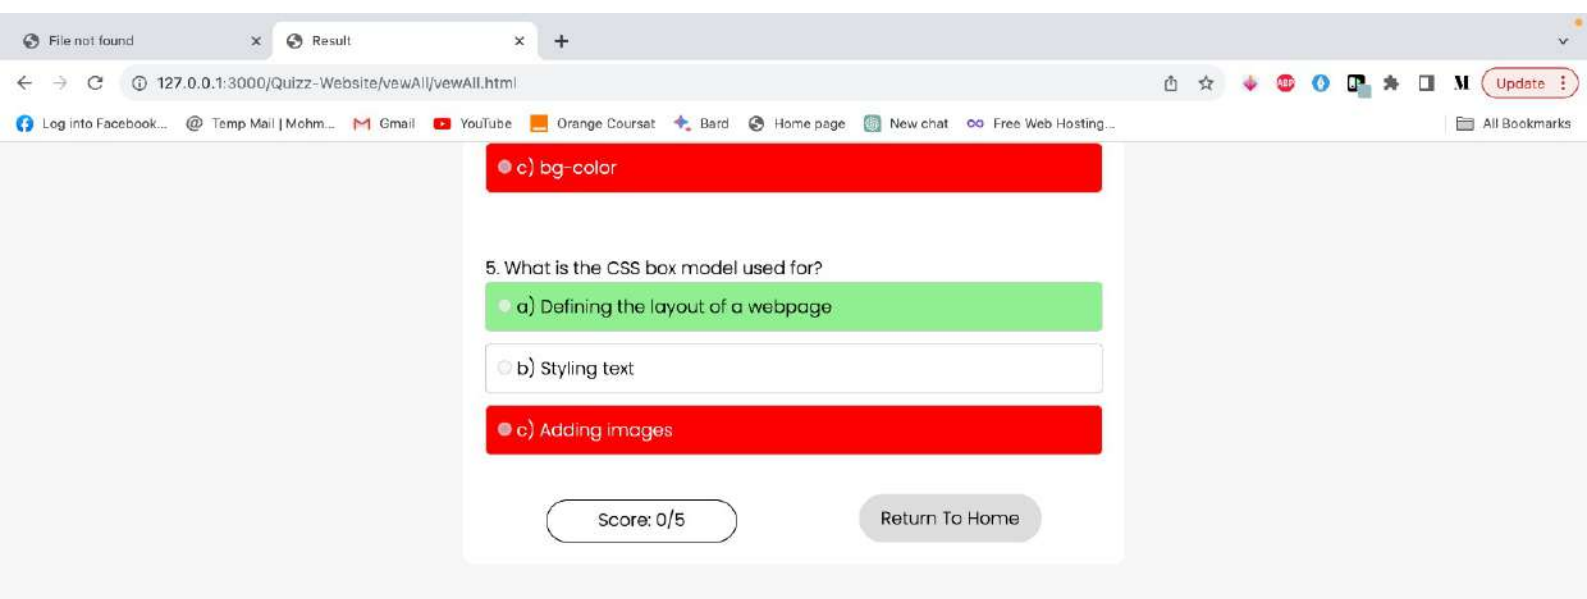 File not found
Result
127.0.0.1:3000/Quizz-Website/vewAll/vewAll.html
ABP
M
Update
Log into Facebook...
@ Temp Mail | Mohm...
Gmail
YouTube
Orange Coursat
Bard
Home page
New chat
Free Web Hosting...
All Bookmarks
c) bg-color
5. What is the CSS box model used for?
a) Defining the layout of a webpage
b) Styling text
c) Adding images
Score: 0/5
Return To Home